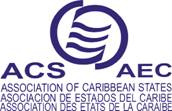 ACS AEC
ASSOCIATION OF CARIBBEAN STATES
ASOCIACION DE ESTADOS DEL CARIBE
ASSOCIATION DES ETATS DE LA CARAIBE